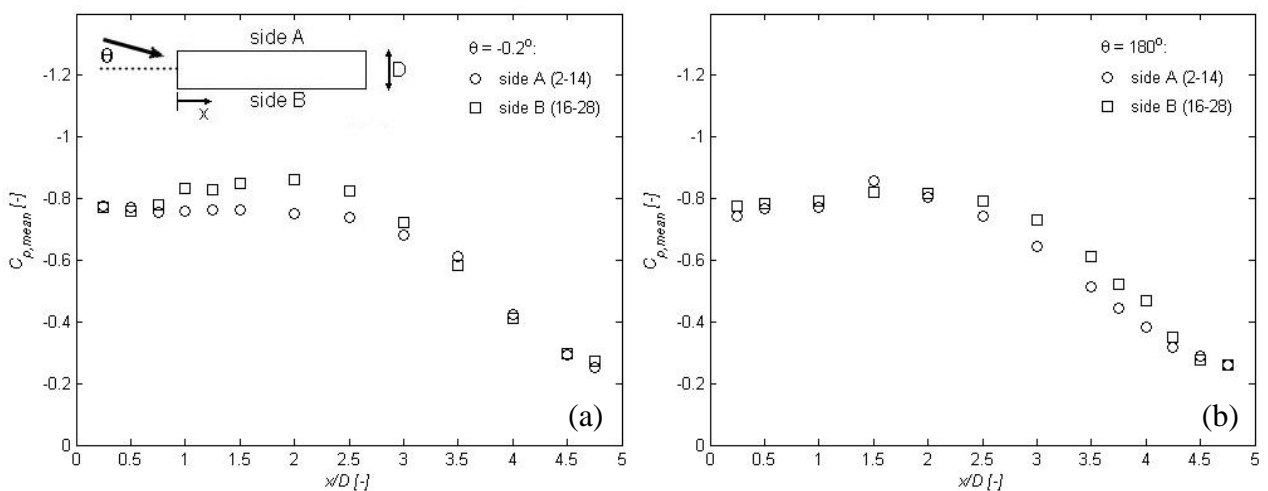 side A
θ
D
side B
x
θ = -0.2°:
side A (2-14)
side B (16-28)
-1.2
-1
-0.8
-0.6
-0.4
-0.2
0
C_p,mean [-]
0 0.5 1 1.5 2 2.5 3 3.5 4 4.5 5
x/D [-]
(a)
θ = 180°:
side A (2-14)
side B (16-28)
-1.2
-1
-0.8
-0.6
-0.4
-0.2
0
C_p,mean [-]
0 0.5 1 1.5 2 2.5 3 3.5 4 4.5 5
x/D [-]
(b)